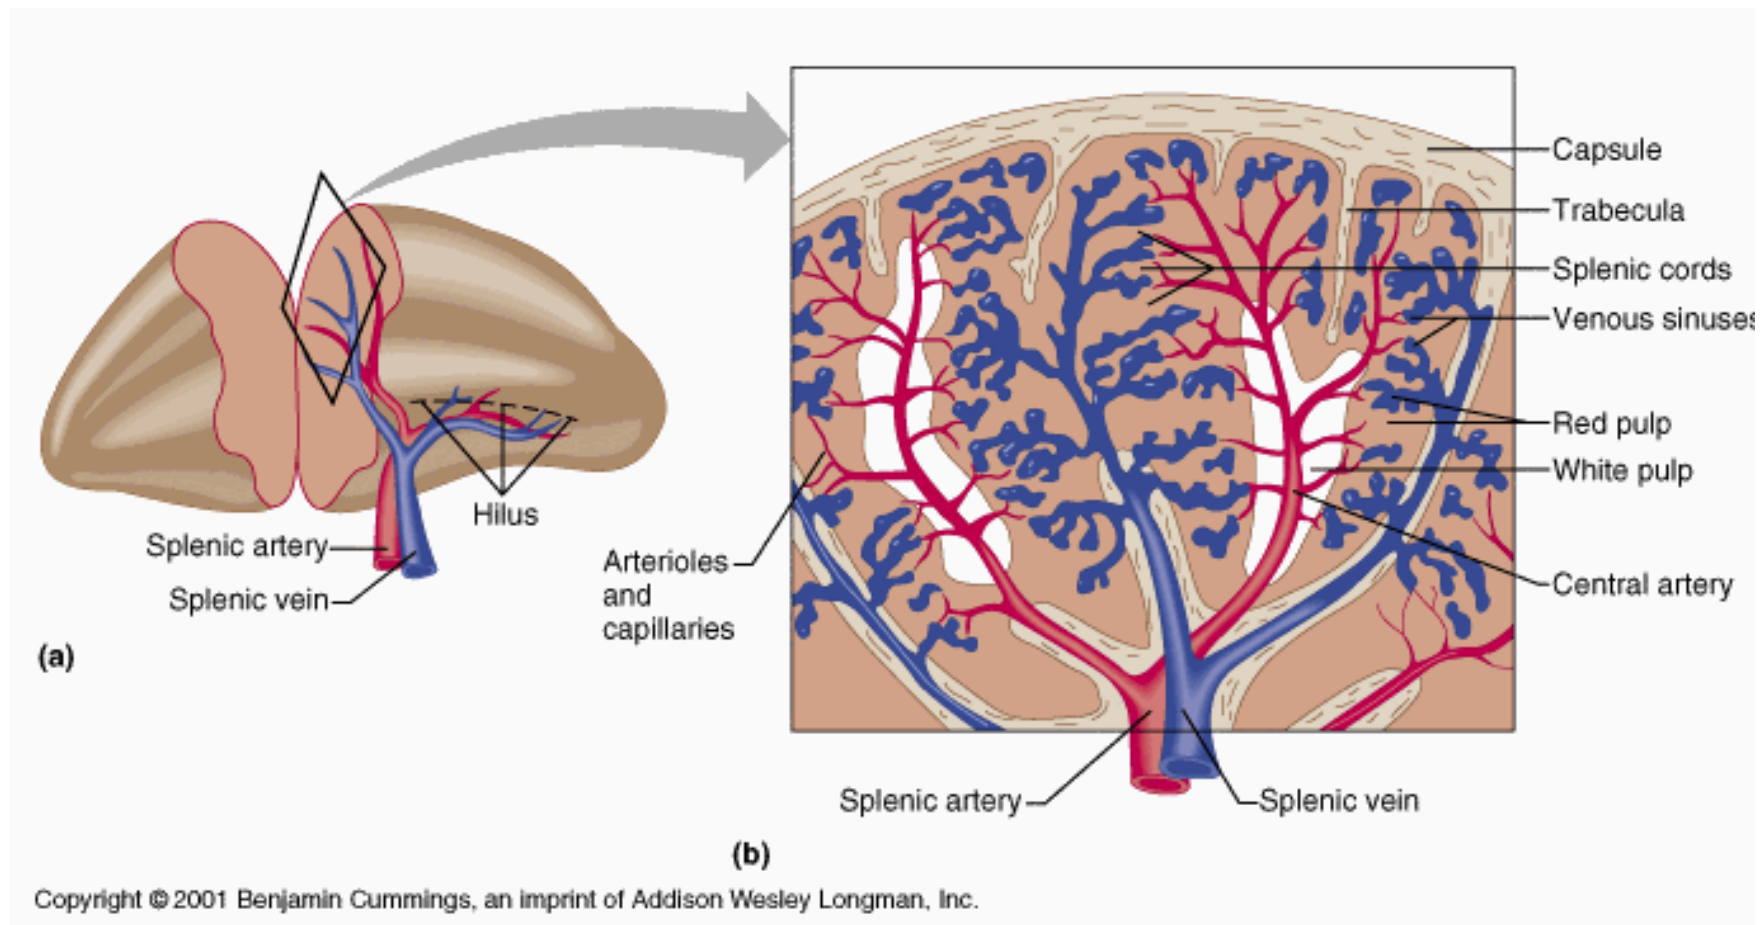 Capsule
Trabecula
Splenic cords
Venous sinuses
Red pulp
White pulp
Central artery
Hilus
Splenic artery
Splenic vein
(a)
Arterioles
and
capillaries
Splenic artery
Splenic vein
(b)
Copyright © 2001 Benjamin Cummings, an imprint of Addison Wesley Longman, Inc.